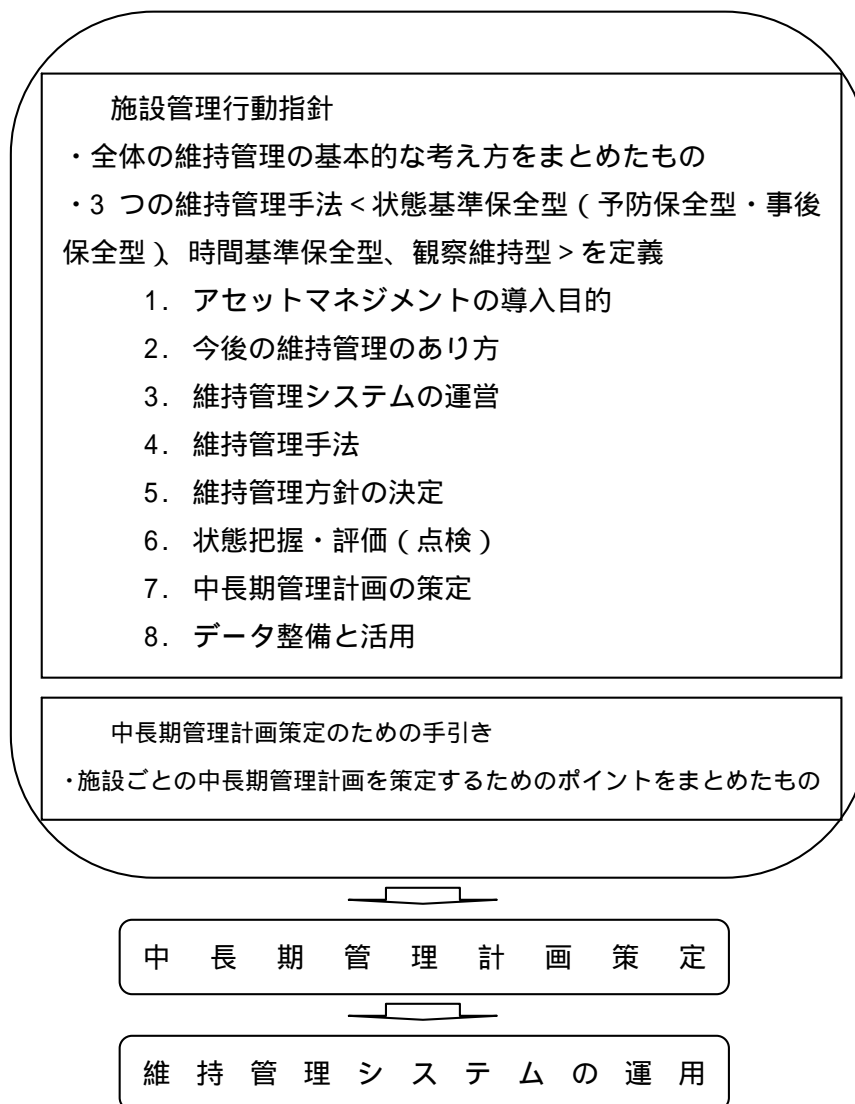 施設管理行動指針
・全体の維持管理の基本的な考え方をまとめたもの
・3 つの維持管理手法＜状態基準保全型（予防保全型・事後
保全型）、時間基準保全型、観察維持型＞を定義
1. アセットマネジメントの導入目的
2. 今後の維持管理のあり方
3. 維持管理システムの運営
4. 維持管理手法
5. 維持管理方針の決定
6. 状態把握・評価（点検）
7. 中長期管理計画の策定
8. データ整備と活用
中長期管理計画策定のための手引き
・施設ごとの中長期管理計画を策定するためのポイントをまとめたもの
中長期管理計画策定
維持管理システムの運用